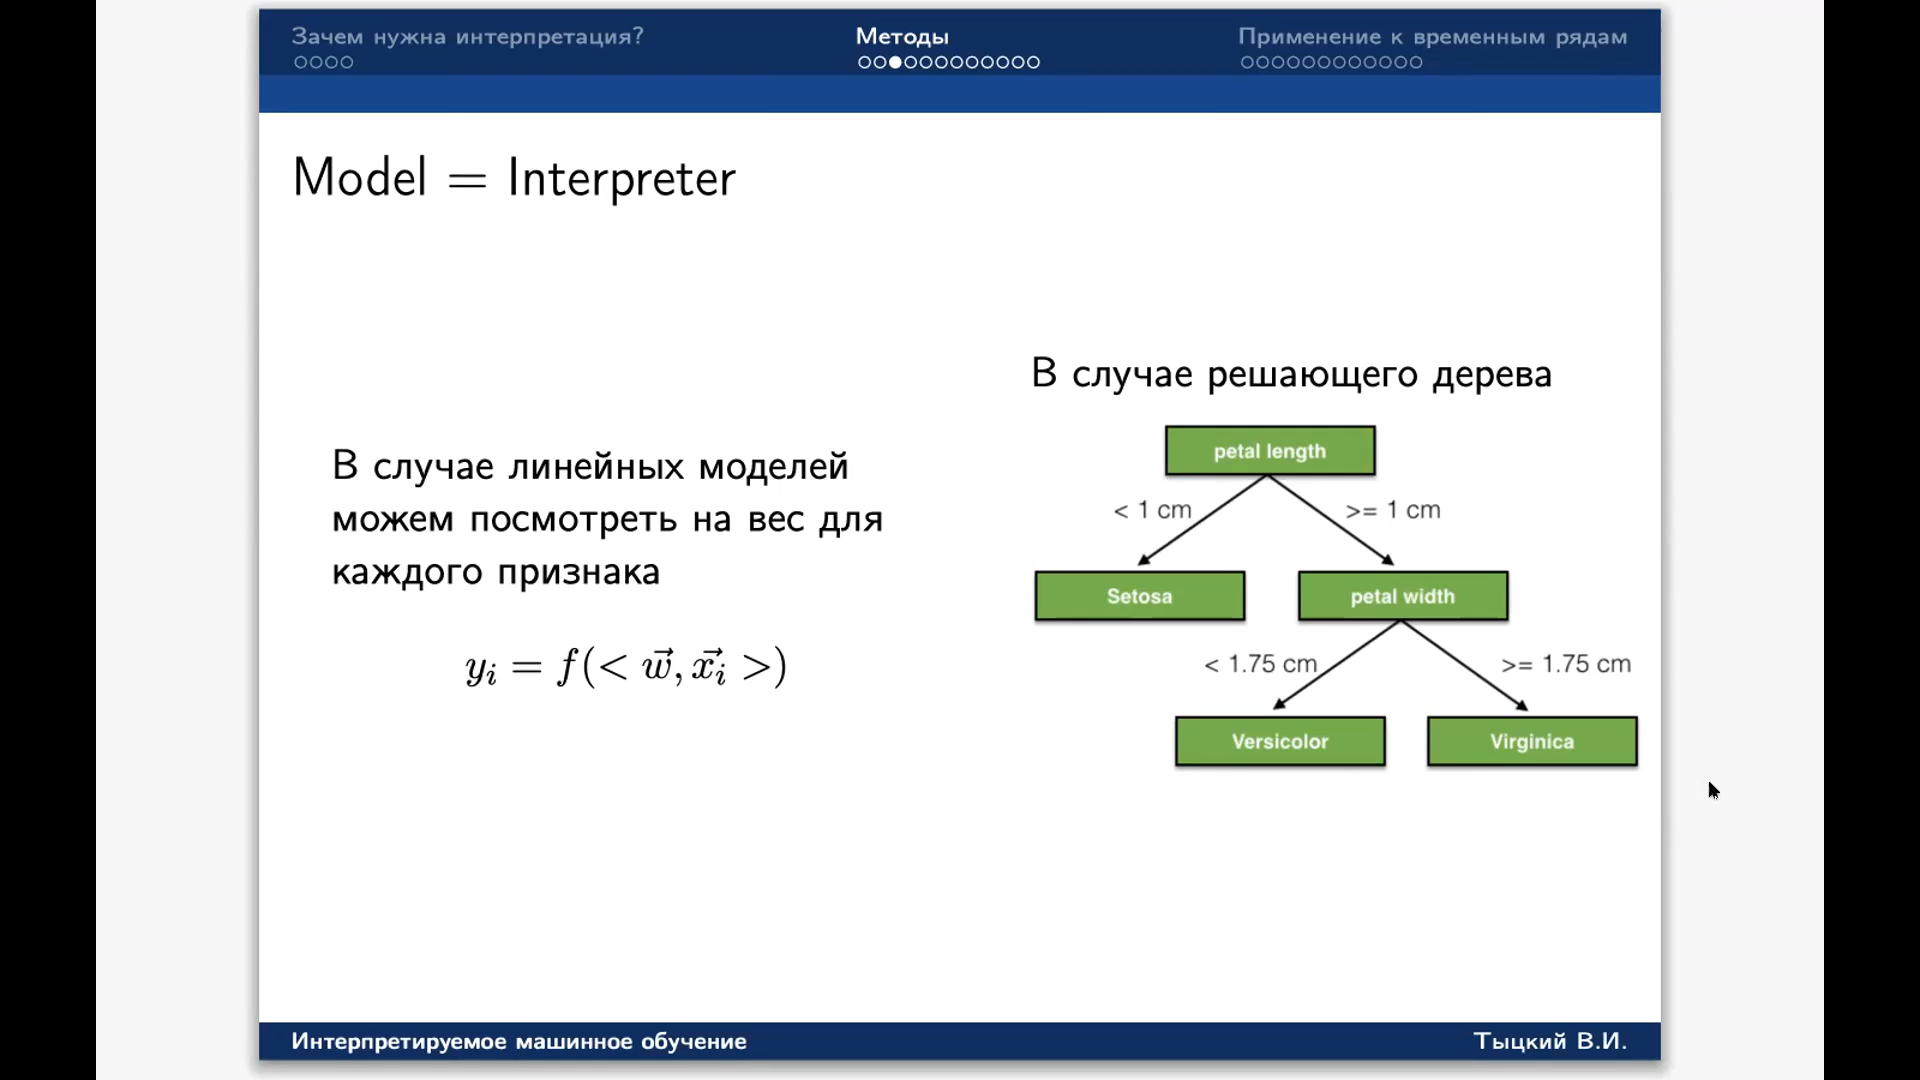 Зачем нужна интерпретация?
Методы
Применение к временным рядам
Model = Interpreter
В случае линейных моделей
можем посмотреть на вес для
каждого признака
y_i = f(< \vec{w}, \vec{x_i} >)
В случае решающего дерева
petal length
< 1 cm
>= 1 cm
Setosa
petal width
< 1.75 cm
>= 1.75 cm
Versicolor
Virginica
Интерпретируемое машинное обучение
Тыцкий В.И.